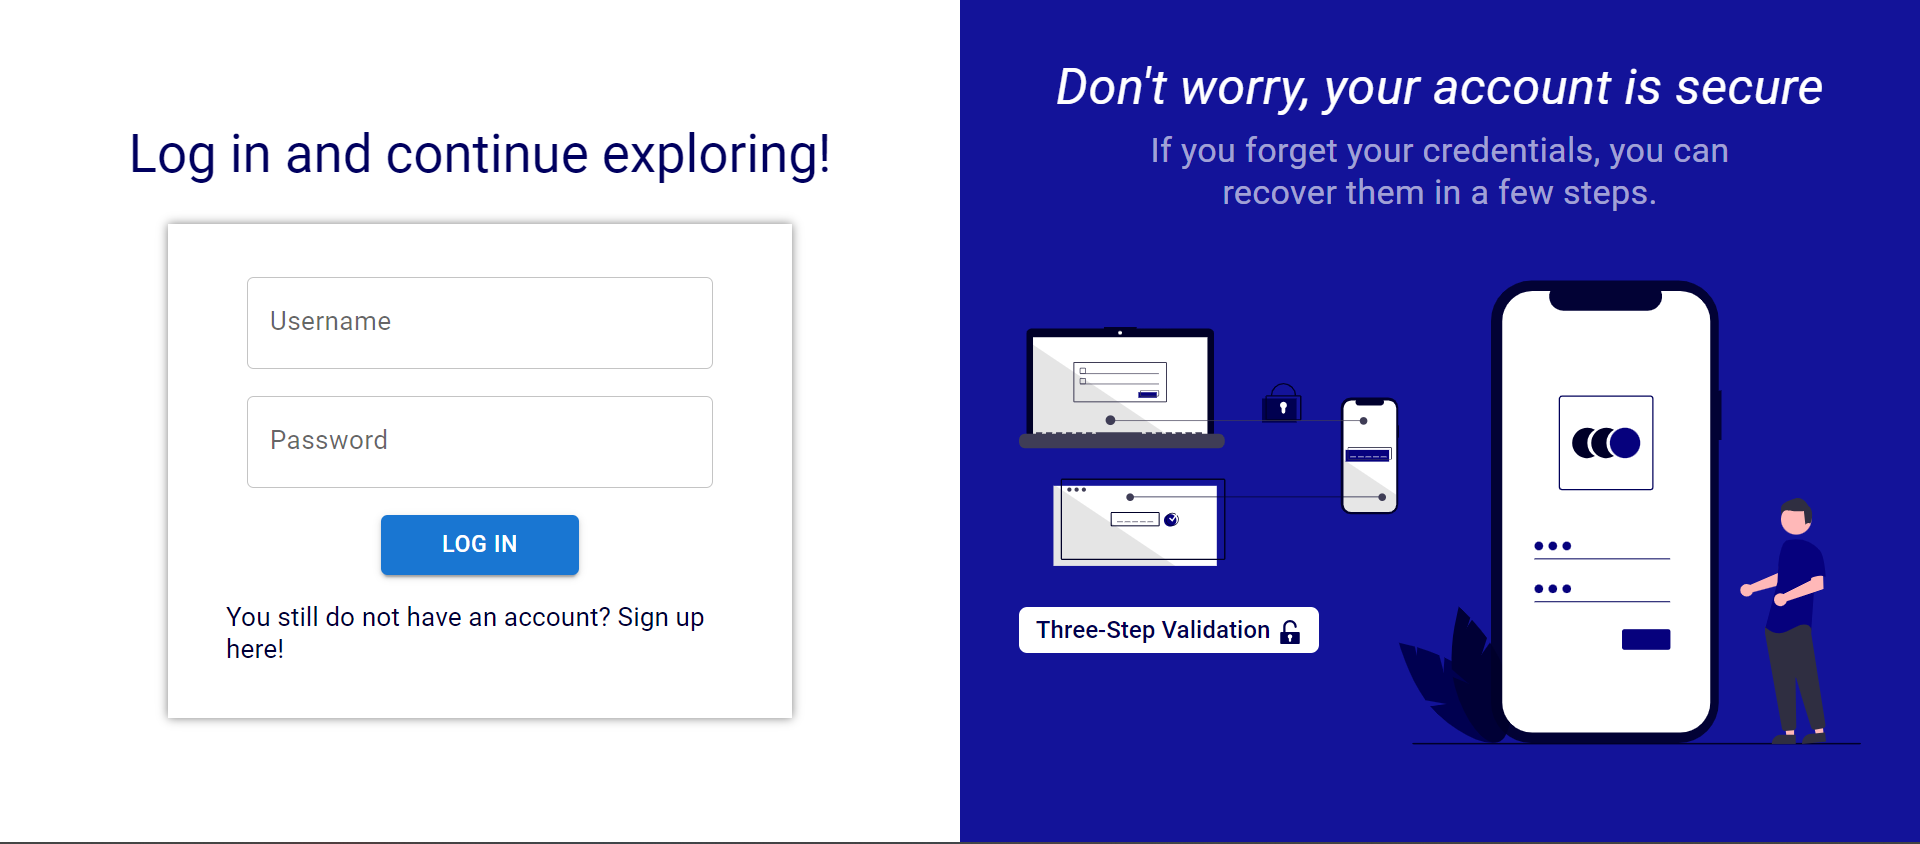 Log in and continue exploring!
Username
Password
LOG IN
You still do not have an account? Sign up
here!
Don't worry, your account is secure
If you forget your credentials, you can
recover them in a few steps.
Three-Step Validation